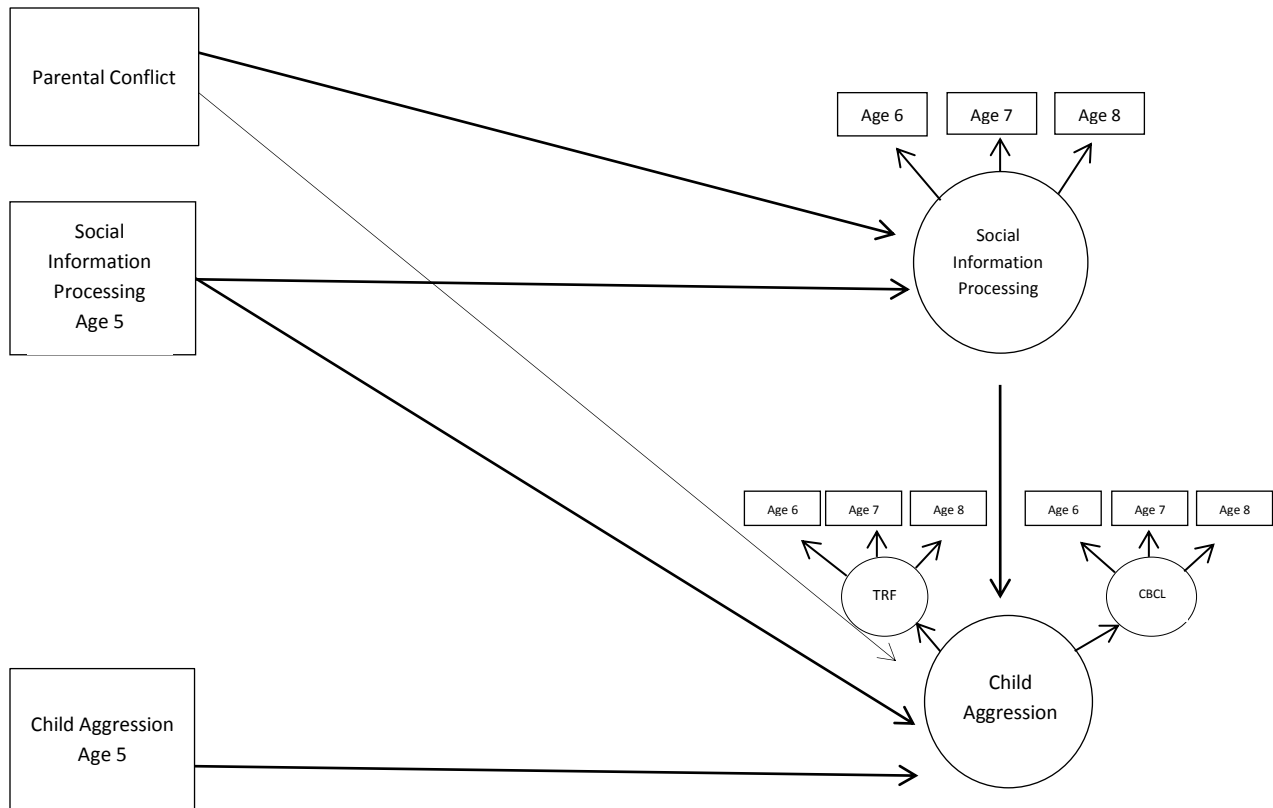 Parental Conflict
Age 6
Age 7
Age 8
Social
Information
Processing
Age 5
Social
Information
Processing
Age 6
Age 7
Age 8
Age 6
Age 7
Age 8
TRF
CBCL
Child Aggression
Age 5
Child
Aggression